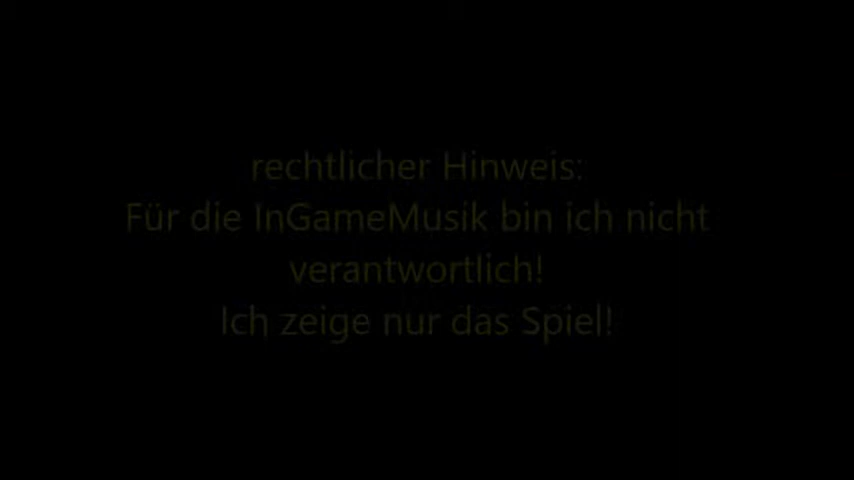 rechtlicher Hinweis:
Für die InGameMusik bin ich nicht
verantwortlich!
Ich zeige nur das Spiel!